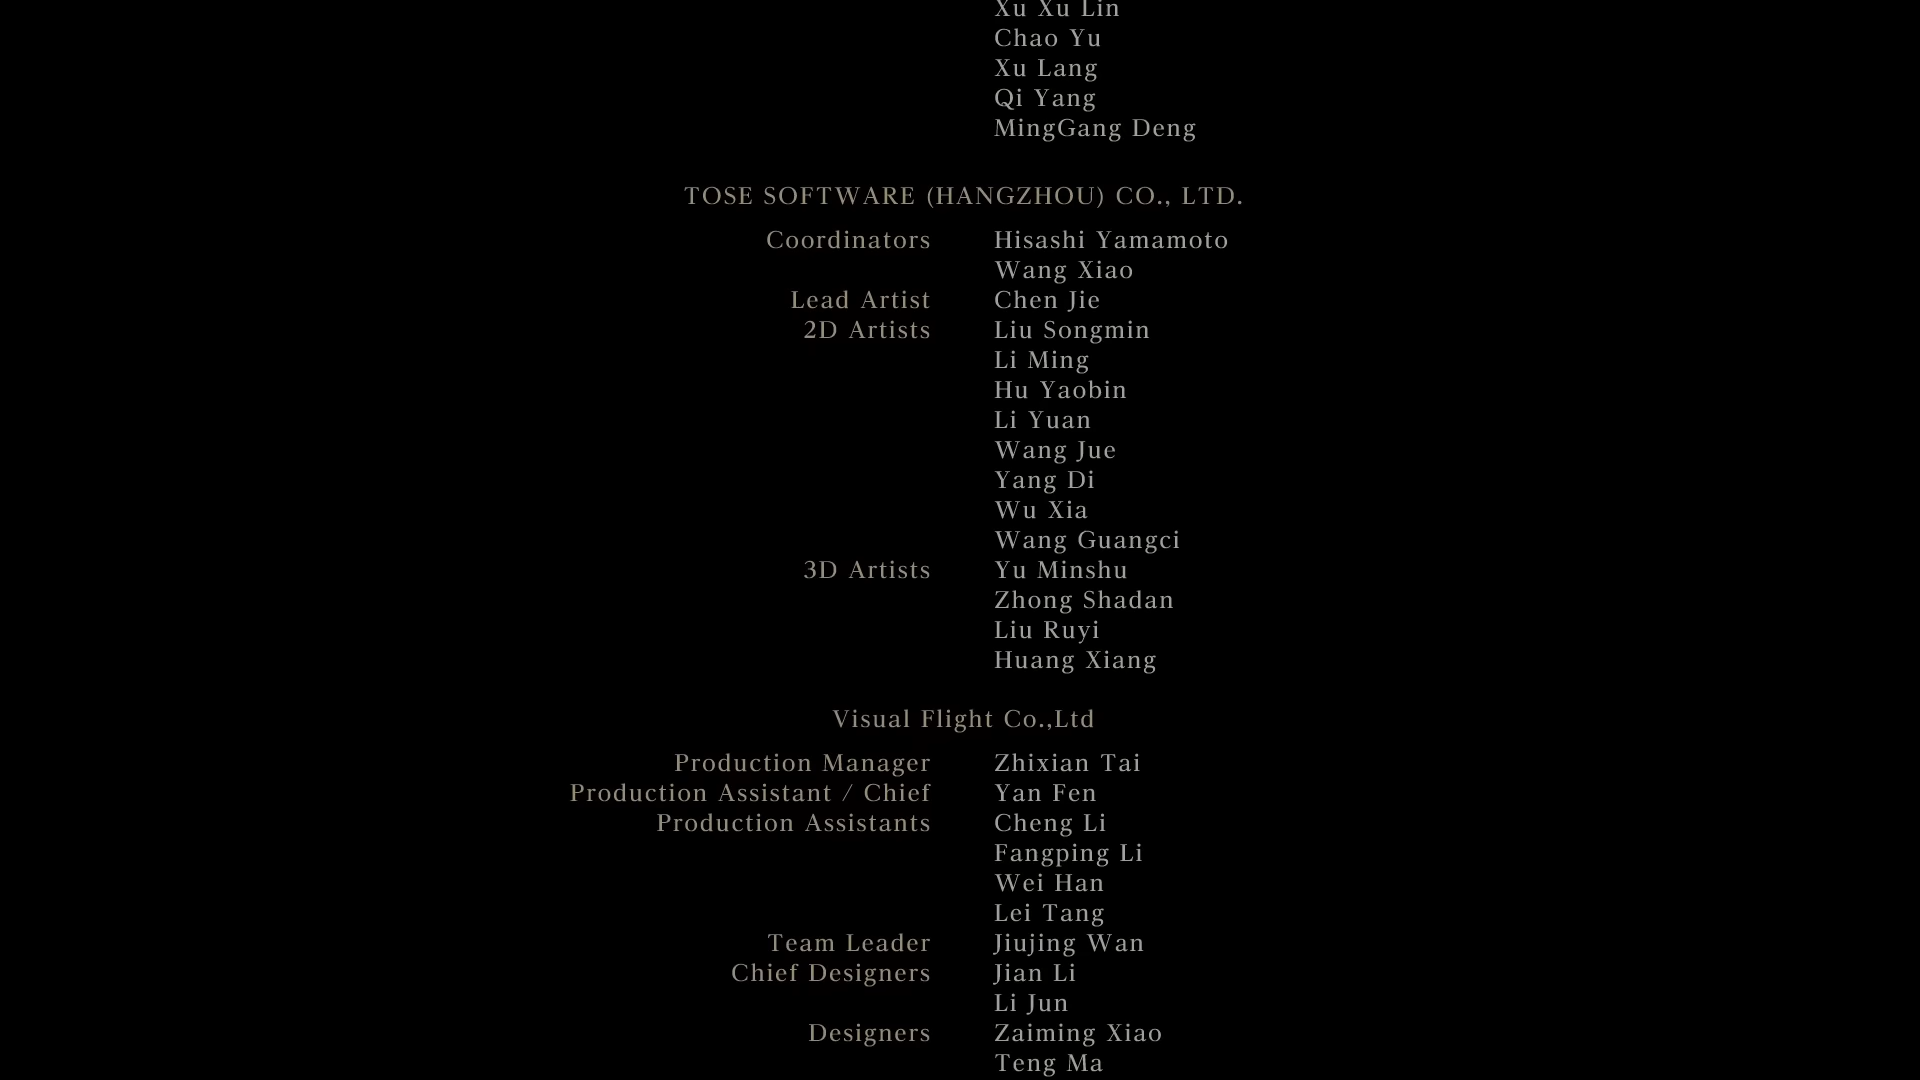 Xu Xu Lin
Chao Yu
Xu Lang
Qi Yang
MingGang Deng
TOSE SOFTWARE (HANGZHOU) CO., LTD.
Coordinators Hisashi Yamamoto
Wang Xiao
Lead Artist Chen Jie
2D Artists Liu Songmin
Li Ming
Hu Yaobin
Li Yuan
Wang Jue
Yang Di
Wu Xia
Wang Guangci
3D Artists Yu Minshu
Zhong Shadan
Liu Ruyi
Huang Xiang
Visual Flight Co.,Ltd
Production Manager Zhixian Tai
Production Assistant / Chief Yan Fen
Production Assistants Cheng Li
Fangping Li
Wei Han
Lei Tang
Team Leader Jiujing Wan
Chief Designers Jian Li
Li Jun
Designers Zaiming Xiao
Teng Ma